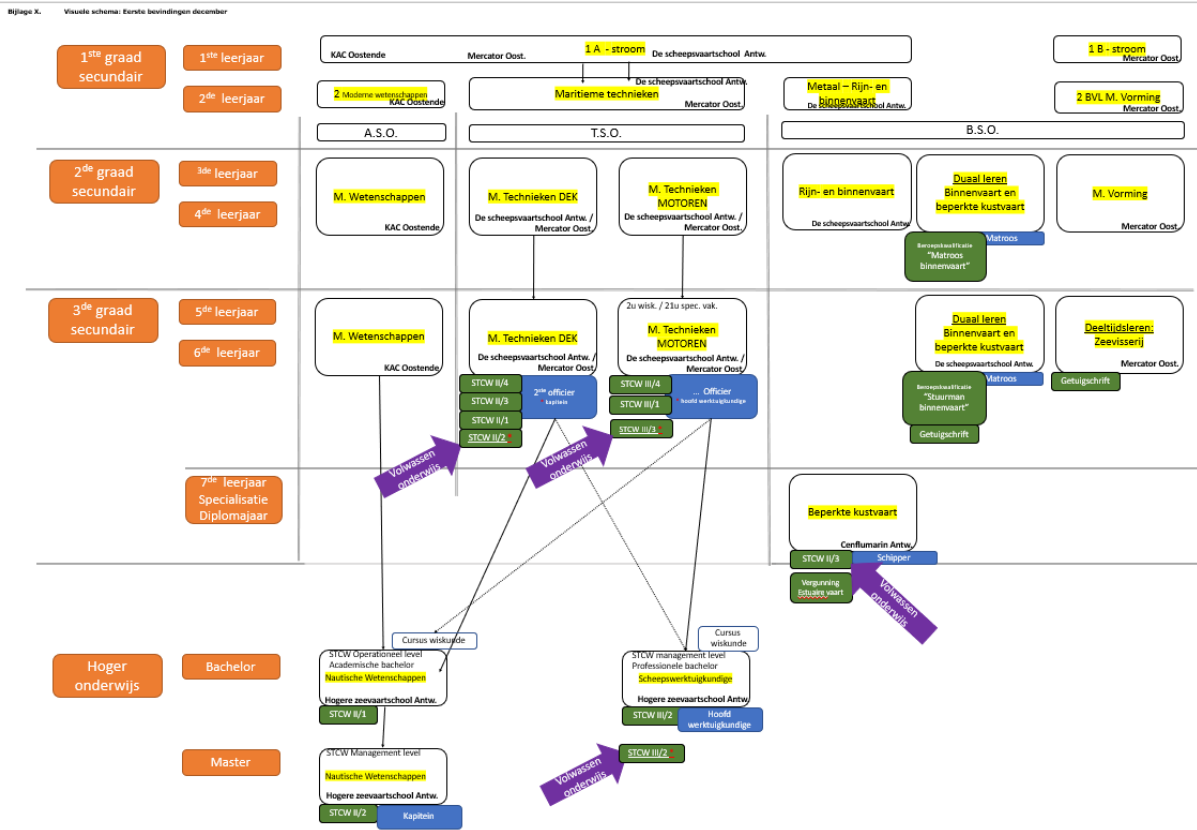 Bijlage X. Visuele schema: Eerste bevindingen december
1ste graad
secundair
1ste leerjaar
2de leerjaar
1 A - stroom
KAC Oostende
Mercator Oost.
De scheepsvaartschool Antw.
1 B - stroom
Mercator Oost.
2 Moderne wetenschappen
KAC Oostende
De scheepsvaartschool Antw.
Maritieme technieken
Mercator Oost.
Metaal – Rijn- en
binnenvaart
De scheepsvaartschool Antw.
2 BVL M. Vorming
Mercator Oost.
A.S.O.
T.S.O.
B.S.O.
2de graad
secundair
3de leerjaar
4de leerjaar
M. Wetenschappen
KAC Oostende
M. Technieken DEK
De scheepsvaartschool Antw. /
Mercator Oost.
M. Technieken
MOTOREN
De scheepsvaartschool Antw. /
Mercator Oost.
Rijn- en binnenvaart
De scheepsvaartschool Antw.
Duaal leren
Binnenvaart en
beperkte kustvaart
Matroos
Beroepskwalificatie
"Matroos
binnenvaart"
M. Vorming
Mercator Oost.
3de graad
secundair
5de leerjaar
6de leerjaar
M. Wetenschappen
KAC Oostende
M. Technieken DEK
De scheepsvaartschool Antw. /
Mercator Oost.
STCW II/4
STCW II/3
STCW II/1
STCW II/2 *
2de officier
* kapitein
Volwassen
onderwijs
2u wisk. / 21u spec. vak.
M. Technieken
MOTOREN
De scheepsvaartschool Antw. /
Mercator Oost.
STCW III/4
STCW III/1
STCW III/3 *
... Officier
* hoofd werktuigkundige
Volwassen
onderwijs
Duaal leren
Binnenvaart en
beperkte kustvaart
De scheepsvaartschool Antw.
Matroos
Beroepskwalificatie
"Stuurman
binnenvaart"
Getuigschrift
Deeltijdsleren:
Zeevisserij
Mercator Oost.
Getuigschrift
7de leerjaar
Specialisatie
Diplomajaar
Beperkte kustvaart
Cenflumarin Antw.
STCW II/3
Schipper
Vergunning
Estuaire vaart
Volwassen
onderwijs
Hoger
onderwijs
Bachelor
Cursus wiskunde
STCW Operationeel level
Academische bachelor
Nautische Wetenschappen
Hogere zeevaartschool Antw.
STCW II/1
Cursus
wiskunde
STCW management level
Professionele bachelor
Scheepswerktuigkundige
Hogere zeevaartschool Antw.
STCW III/2
Hoofd
werktuigkundige
Master
STCW Management level
Nautische Wetenschappen
Hogere zeevaartschool Antw.
STCW II/2
Kapitein
STCW III/2 *
Volwassen
onderwijs